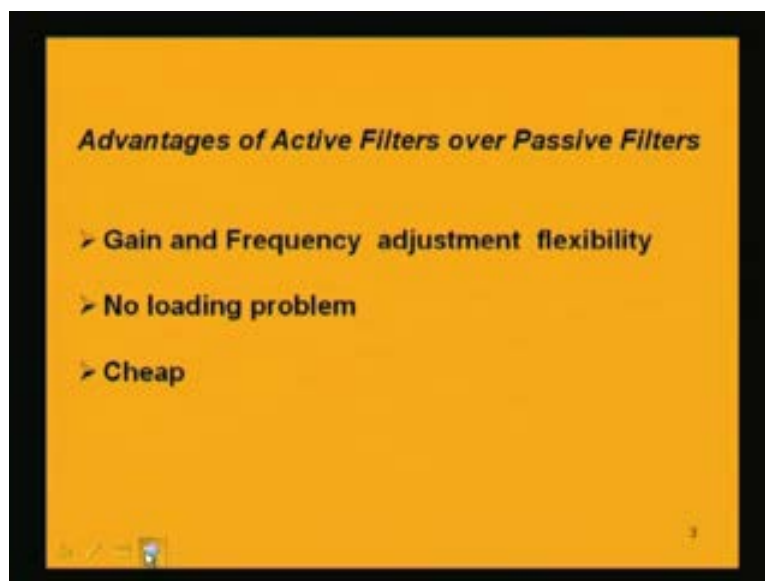 Advantages of Active Filters over Passive Filters
➢ Gain and Frequency adjustment flexibility
➢ No loading problem
➢ Cheap
3